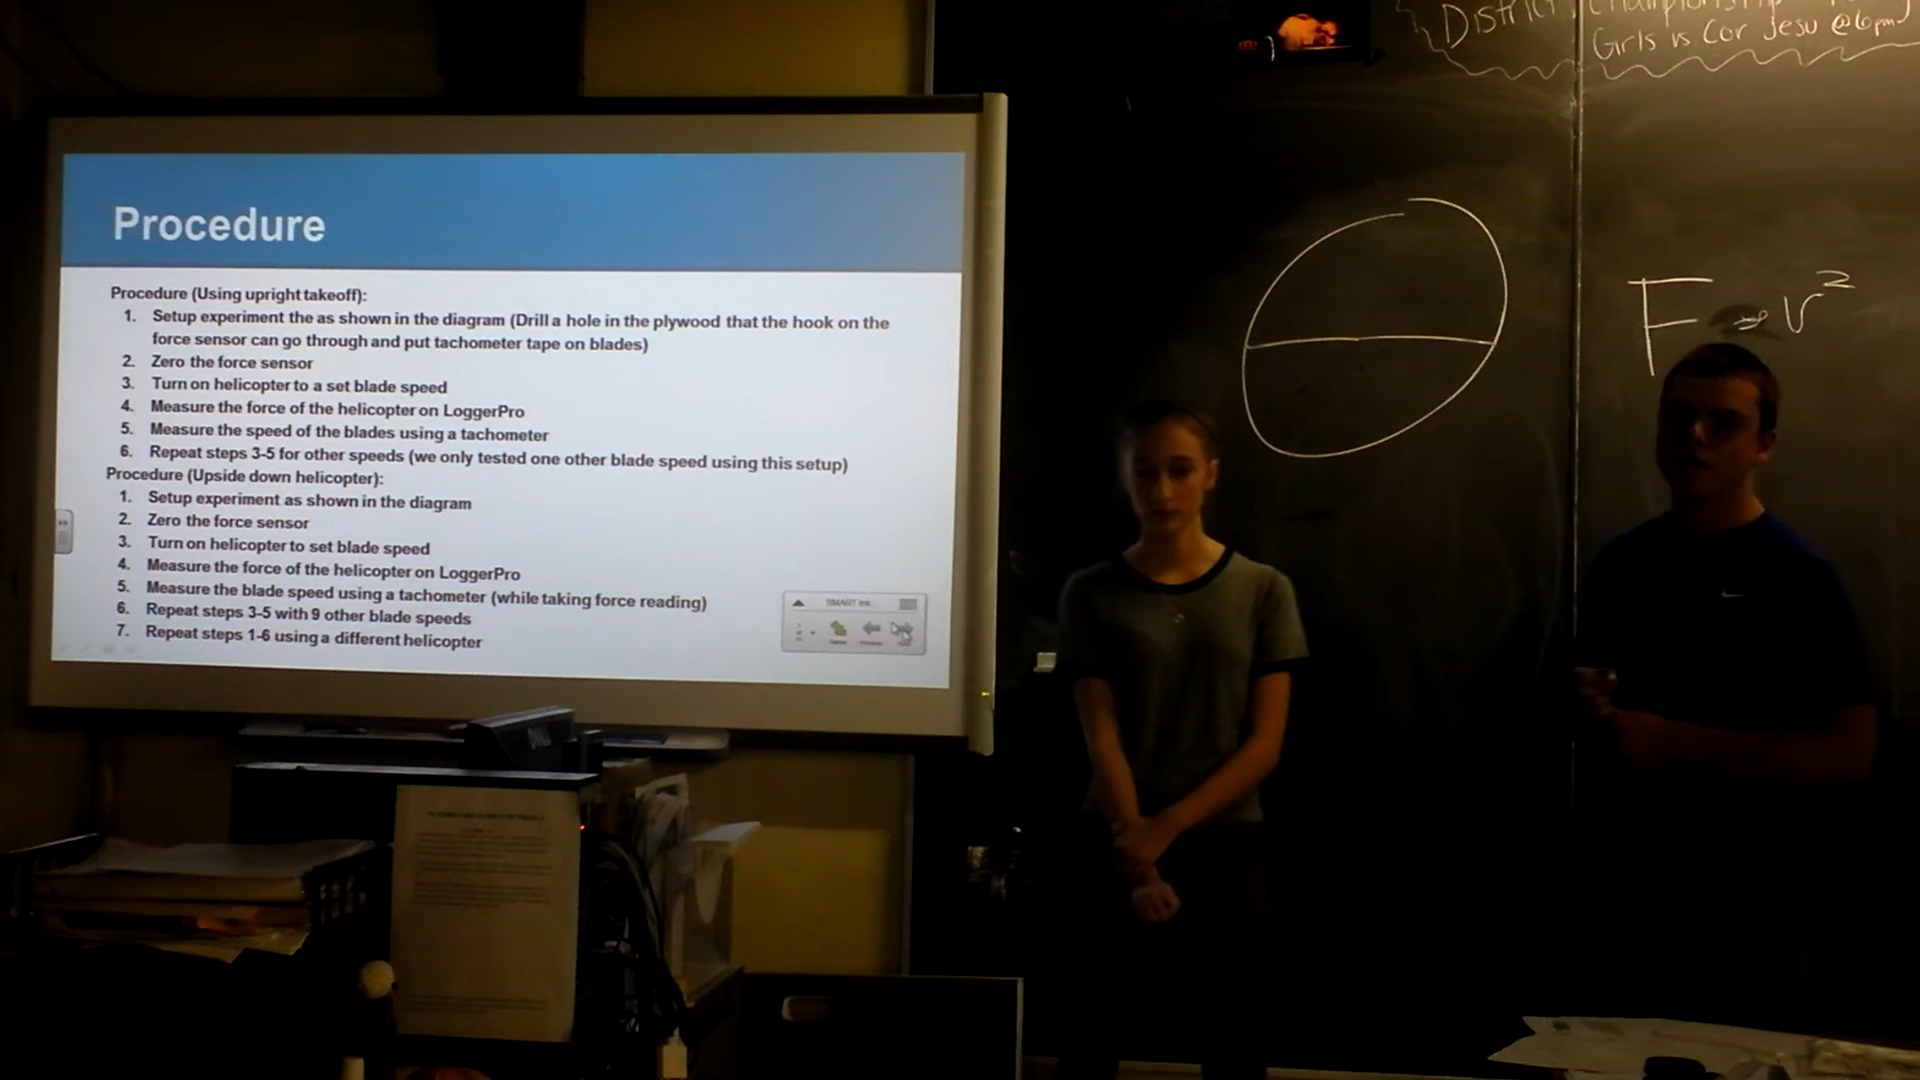 Procedure
Procedure (Using upright takeoff):
1. Setup experiment the as shown in the diagram (Drill a hole in the plywood that the hook on the
force sensor can go through and put tachometer tape on blades)
2. Zero the force sensor
3. Turn on helicopter to a set blade speed
4. Measure the force of the helicopter on LoggerPro
5. Measure the speed of the blades using a tachometer
6. Repeat steps 3-5 for other speeds (we only tested one other blade speed using this setup)
Procedure (Upside down helicopter):
1. Setup experiment as shown in the diagram
2. Zero the force sensor
3. Turn on helicopter to set blade speed
4. Measure the force of the helicopter on LoggerPro
5. Measure the blade speed using a tachometer (while taking force reading)
6. Repeat steps 3-5 with 9 other blade speeds
7. Repeat steps 1-6 using a different helicopter
SMART Ink
DELL
District Championship
Girls vs Cor Jesu @6pm
F v²